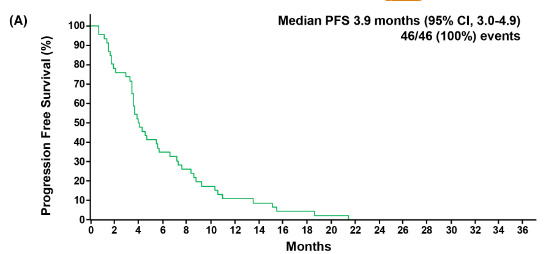 (A)
Median PFS 3.9 months (95% CI, 3.0-4.9)
46/46 (100%) events
Progression Free Survival (%)
100
90
80
70
60
50
40
30
20
10
0
0 2 4 6 8 10 12 14 16 18 20 22 24 26 28 30 32 34 36
Months